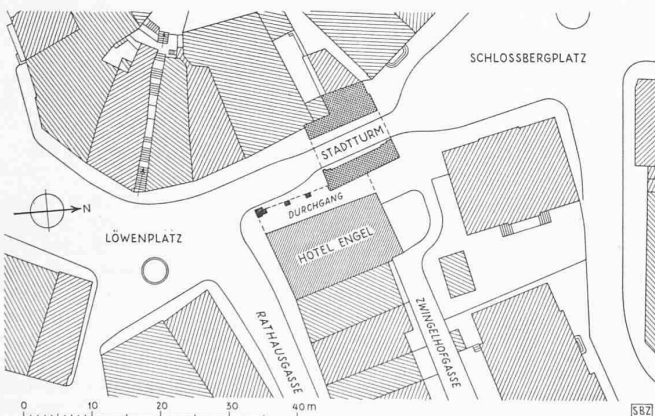 SCHLOSSBERGPLATZ
STADTTURM
N
DURCHGANG
LÖWENPLATZ
HOTEL ENGEL
RATHAUSGASSE
ZWINGELHOFGASSE
0 10 20 30 40 m
SBZ